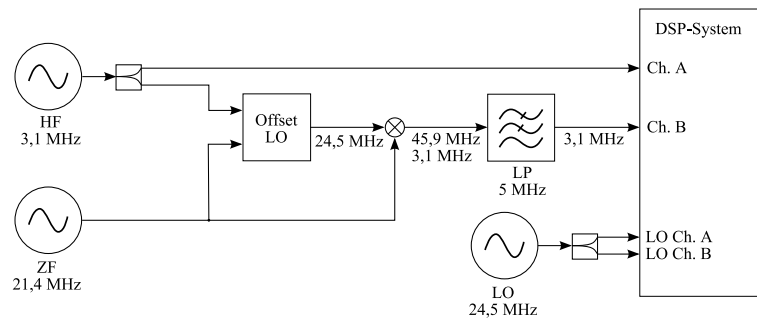 DSP-System
HF
3,1 MHz
Ch. A
Offset
LO
24,5 MHz
45,9 MHz
3,1 MHz
LP
5 MHz
3,1 MHz
Ch. B
ZF
21,4 MHz
LO
24,5 MHz
LO Ch. A
LO Ch. B